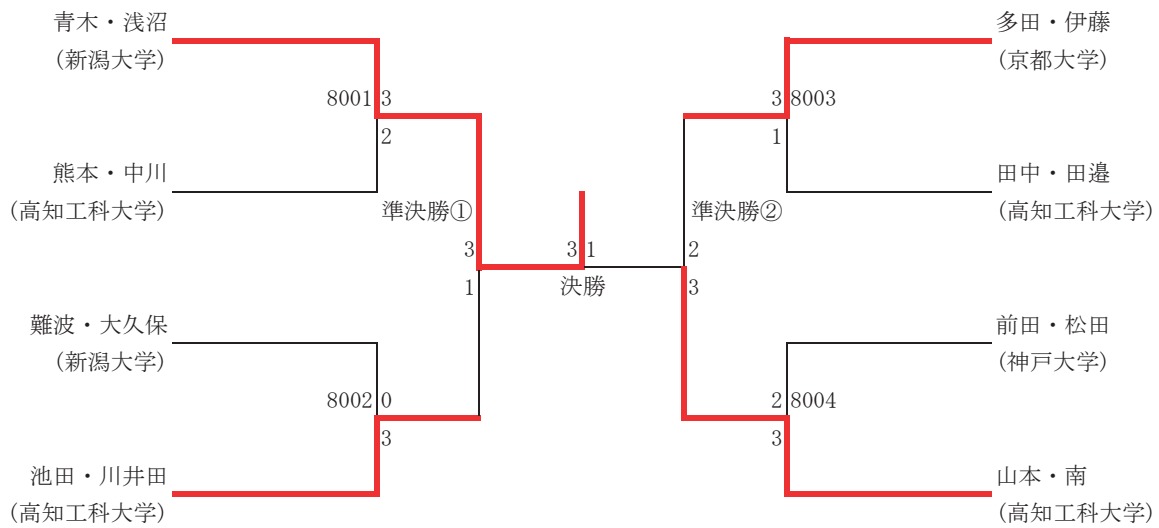 青木・浅沼
(新潟大学)
8001 3
2
熊本・中川
(高知工科大学)
準決勝①
3
1
難波・大久保
(新潟大学)
8002 0
3
池田・川井田
(高知工科大学)
3 1
決勝
多田・伊藤
(京都大学)
3 8003
1
田中・田邉
(高知工科大学)
準決勝②
2
3
前田・松田
(神戸大学)
2 8004
3
山本・南
(高知工科大学)